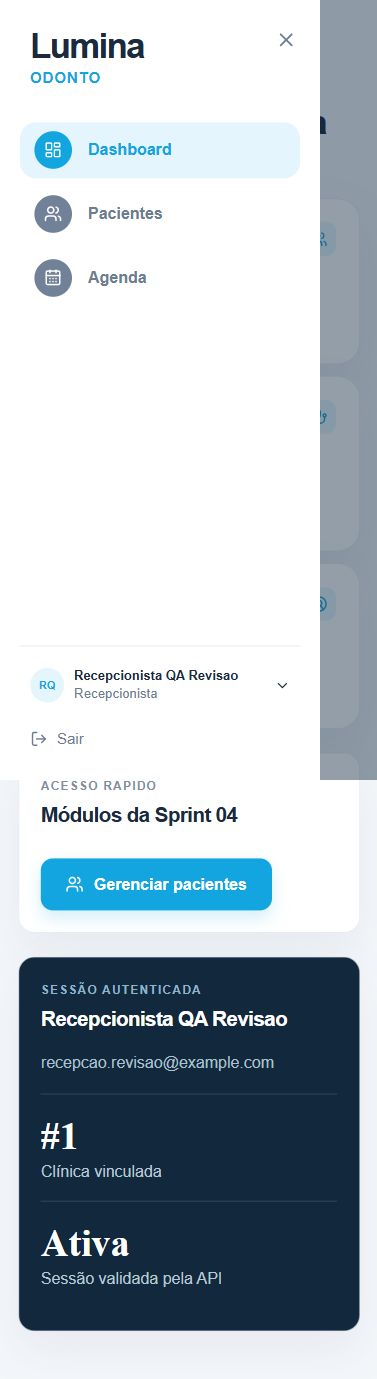 Lumina
ODONTO
Dashboard
Pacientes
Agenda
RQ
Recepcionista QA Revisao
Recepcionista
Sair
ACESSO RAPIDO
Módulos da Sprint 04
Gerenciar pacientes
SESSÃO AUTENTICADA
Recepcionista QA Revisao
recepcao.revisao@example.com
#1
Clínica vinculada
Ativa
Sessão validada pela API